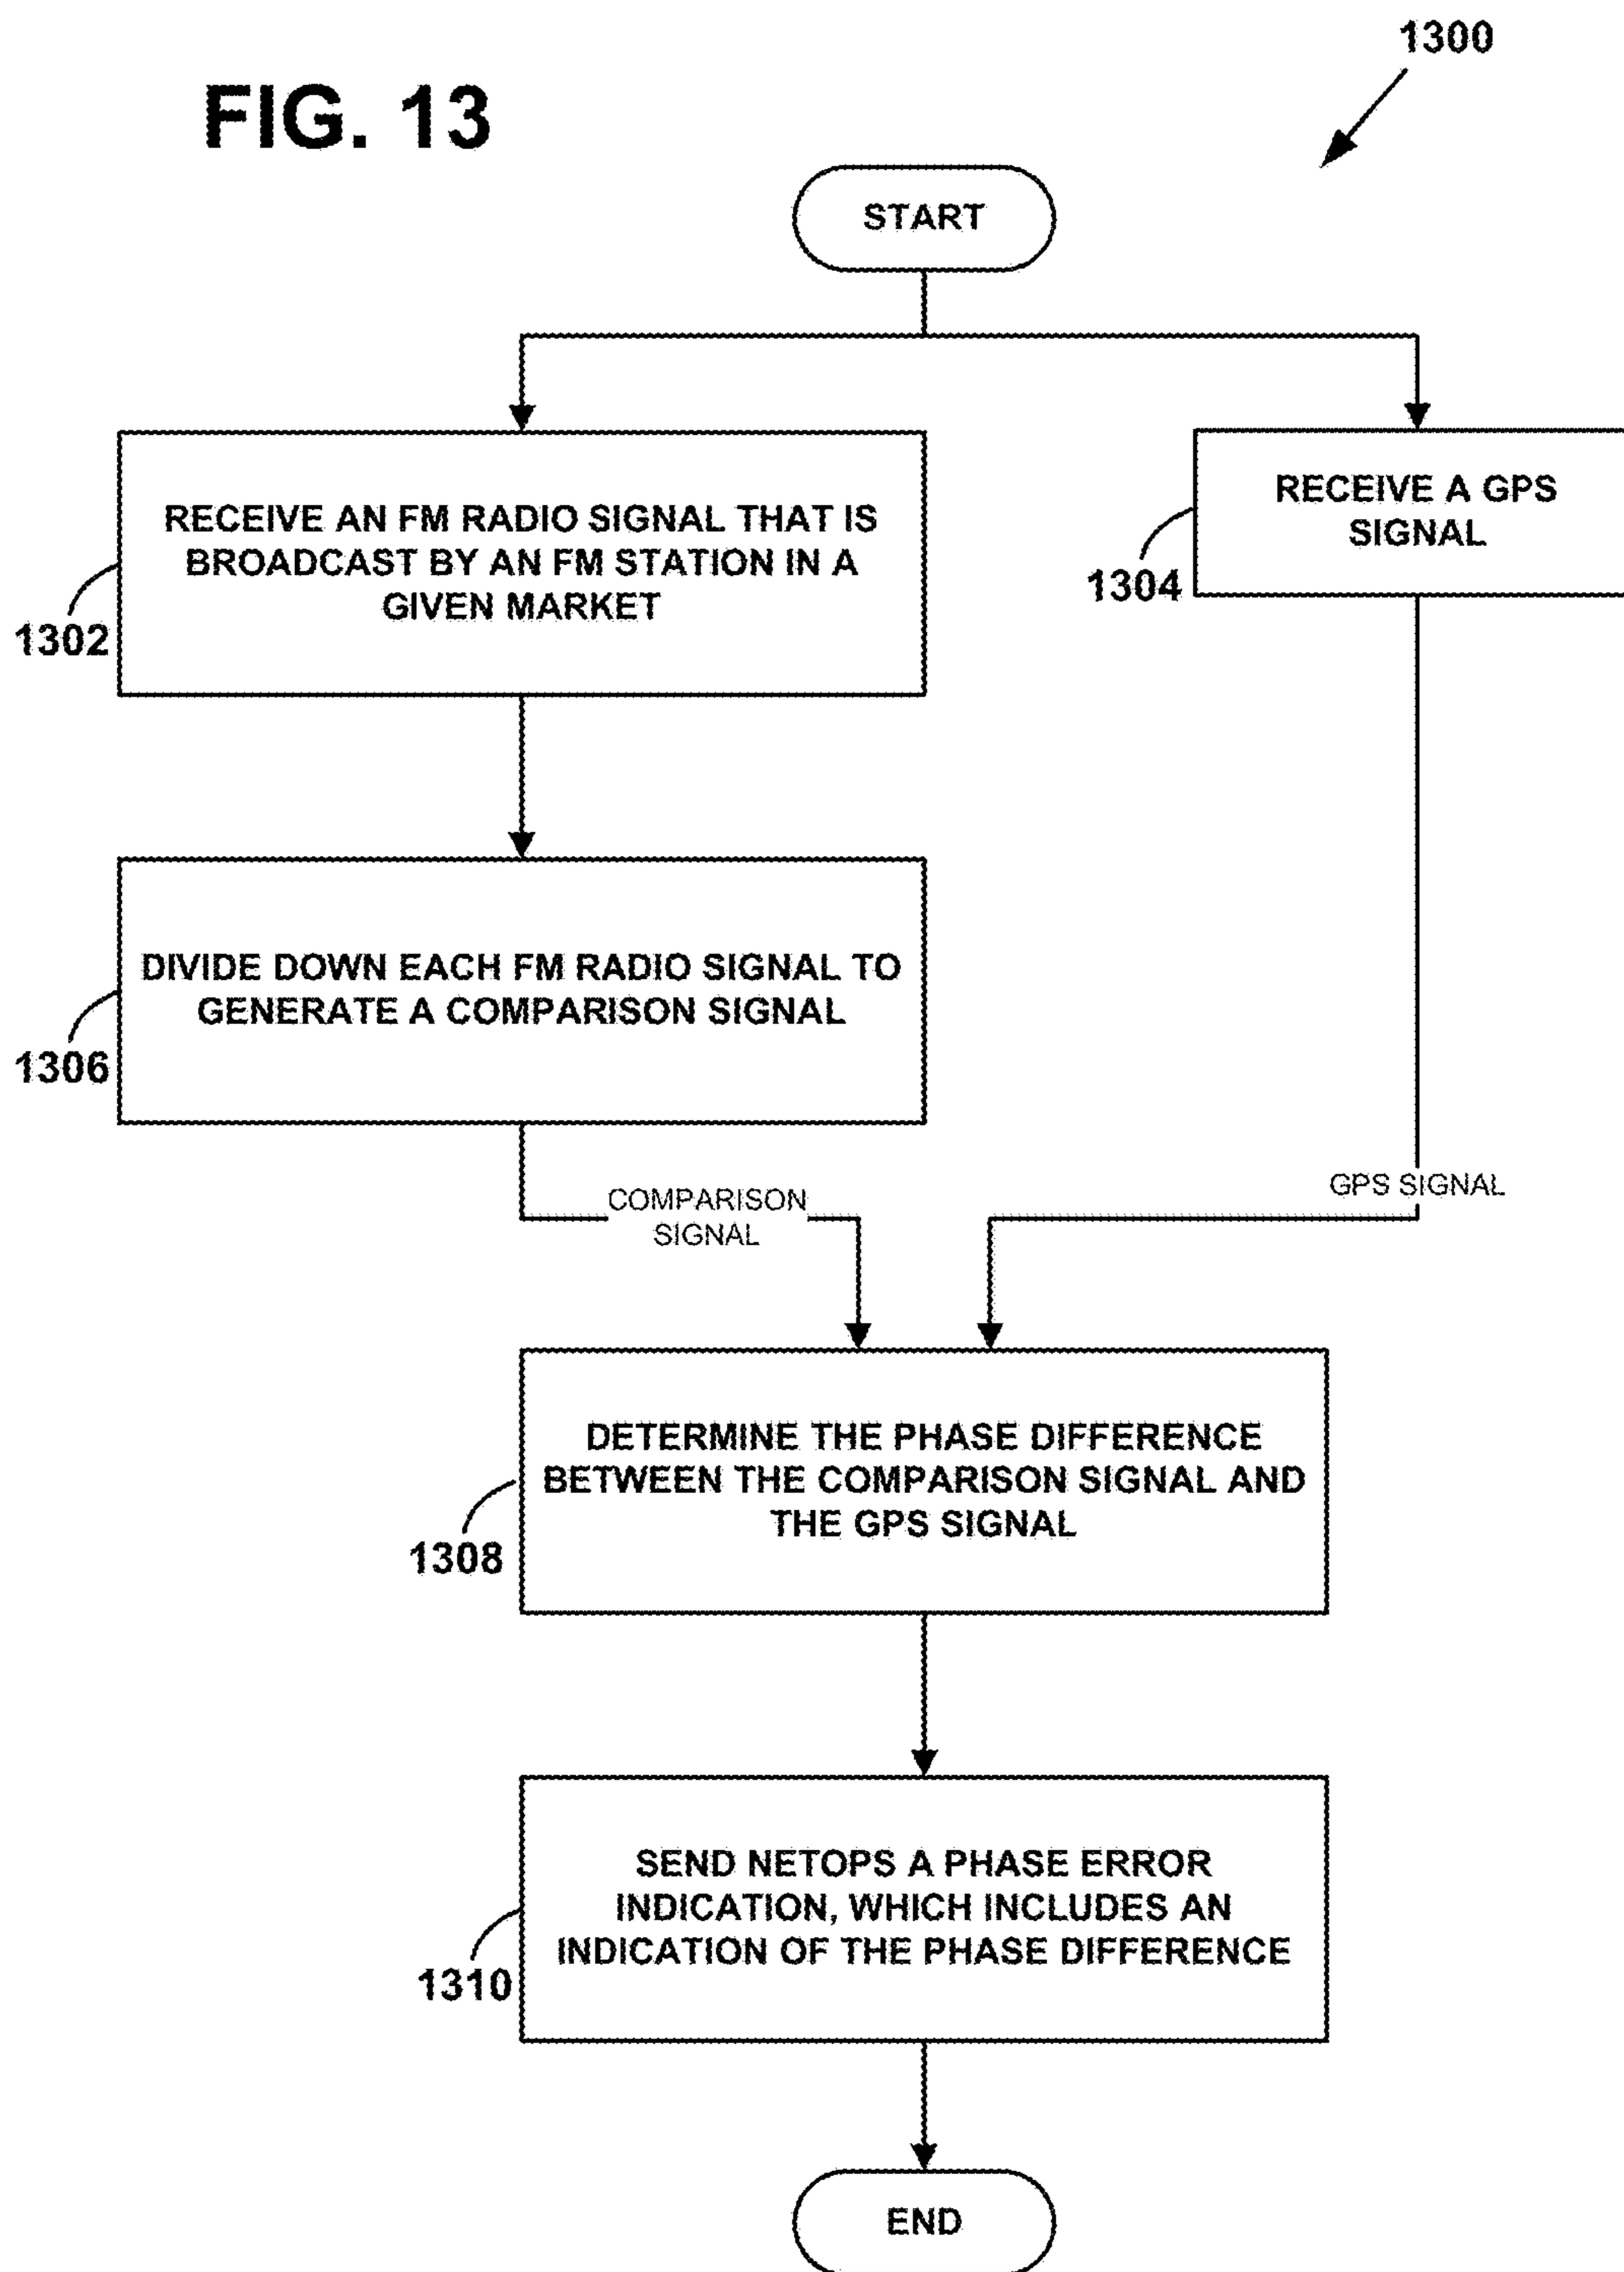 1300
FIG. 13
START
RECEIVE AN FM RADIO SIGNAL THAT IS
BROADCAST BY AN FM STATION IN A
GIVEN MARKET
1302
RECEIVE A GPS
SIGNAL
1304
DIVIDE DOWN EACH FM RADIO SIGNAL TO
GENERATE A COMPARISON SIGNAL
1306
COMPARISON
SIGNAL
GPS SIGNAL
DETERMINE THE PHASE DIFFERENCE
BETWEEN THE COMPARISON SIGNAL AND
THE GPS SIGNAL
1308
SEND NETOPS A PHASE ERROR
INDICATION, WHICH INCLUDES AN
INDICATION OF THE PHASE DIFFERENCE
1310
END